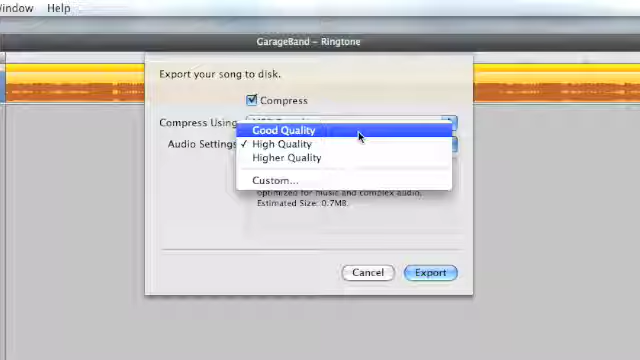 Window Help
GarageBand – Ringtone
Export your song to disk.
Compress
Compress Using:
Good Quality
Audio Settings ✓ High Quality
Higher Quality
Custom...
optimized for music and complex audio.
Estimated Size: 0.7MB.
Cancel Export